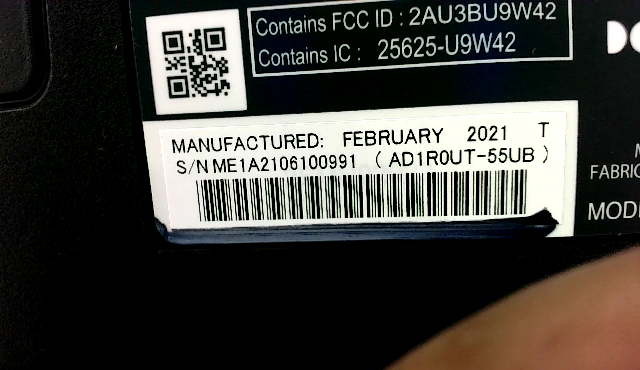 Contains FCC ID : 2AU3BU9W42
Contains IC : 25625-U9W42
MANUFACTURED: FEBRUARY 2021 T
S/N ME1A2106100991 ( AD1R0UT-55UB )